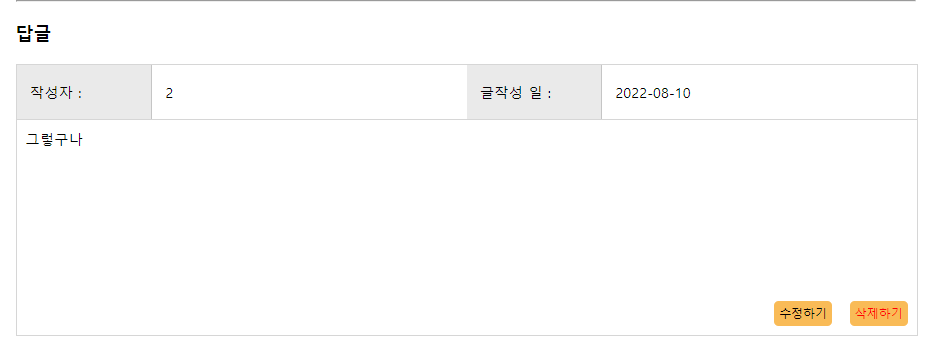 답글
작성자 : 2 글작성 일 : 2022-08-10
그렇구나
수정하기 삭제하기